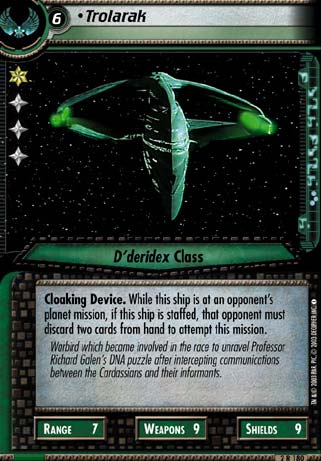 6
• Trolarak
D'deridex Class
Cloaking Device. While this ship is at an opponent's
planet mission, if this ship is staffed, that opponent must
discard two cards from hand to attempt this mission.
Warbird which became involved in the race to unravel Professor
Richard Galen's DNA puzzle after intercepting communications
between the Cardassians and their informants.
RANGE 7 WEAPONS 9 SHIELDS 9
2 R 180